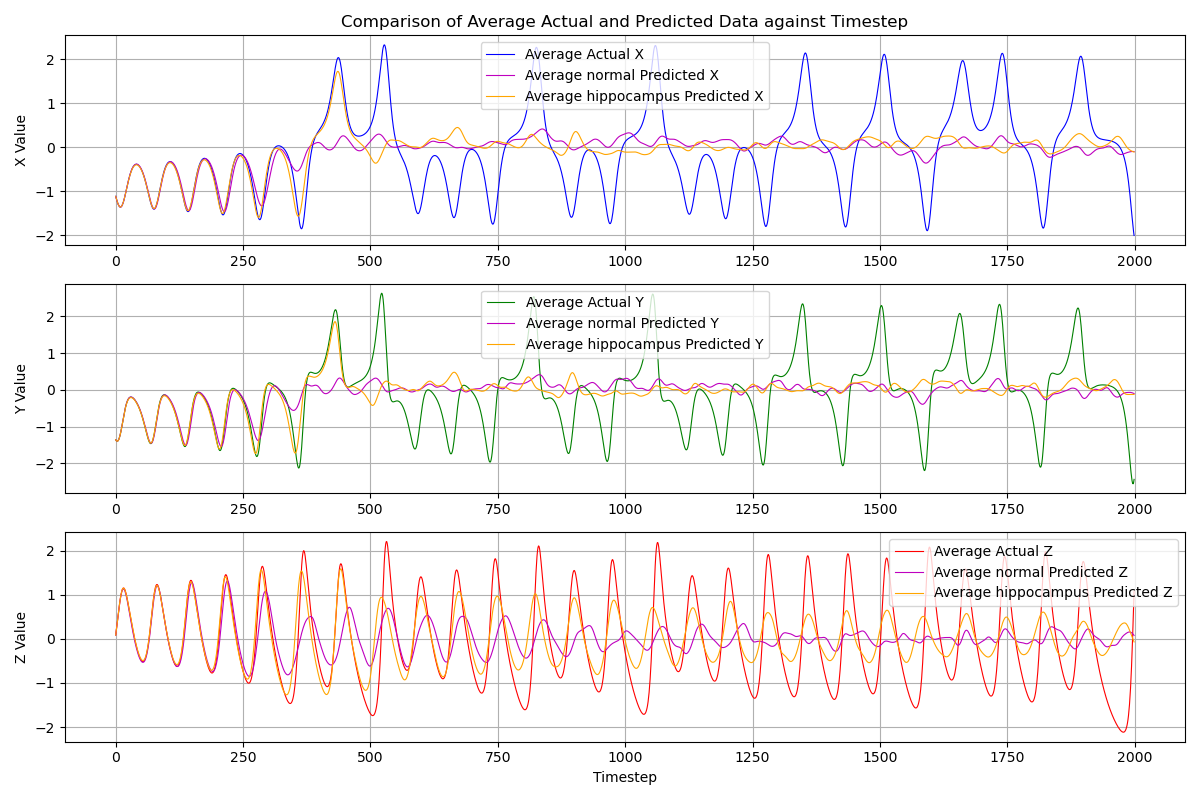 Comparison of Average Actual and Predicted Data against Timestep
X Value
2
1
0
−1
−2
Average Actual X
Average normal Predicted X
Average hippocampus Predicted X
0 250 500 750 1000 1250 1500 1750 2000
Y Value
2
1
0
−1
−2
Average Actual Y
Average normal Predicted Y
Average hippocampus Predicted Y
0 250 500 750 1000 1250 1500 1750 2000
Z Value
2
1
0
−1
−2
Average Actual Z
Average normal Predicted Z
Average hippocampus Predicted Z
0 250 500 750 1000 1250 1500 1750 2000
Timestep